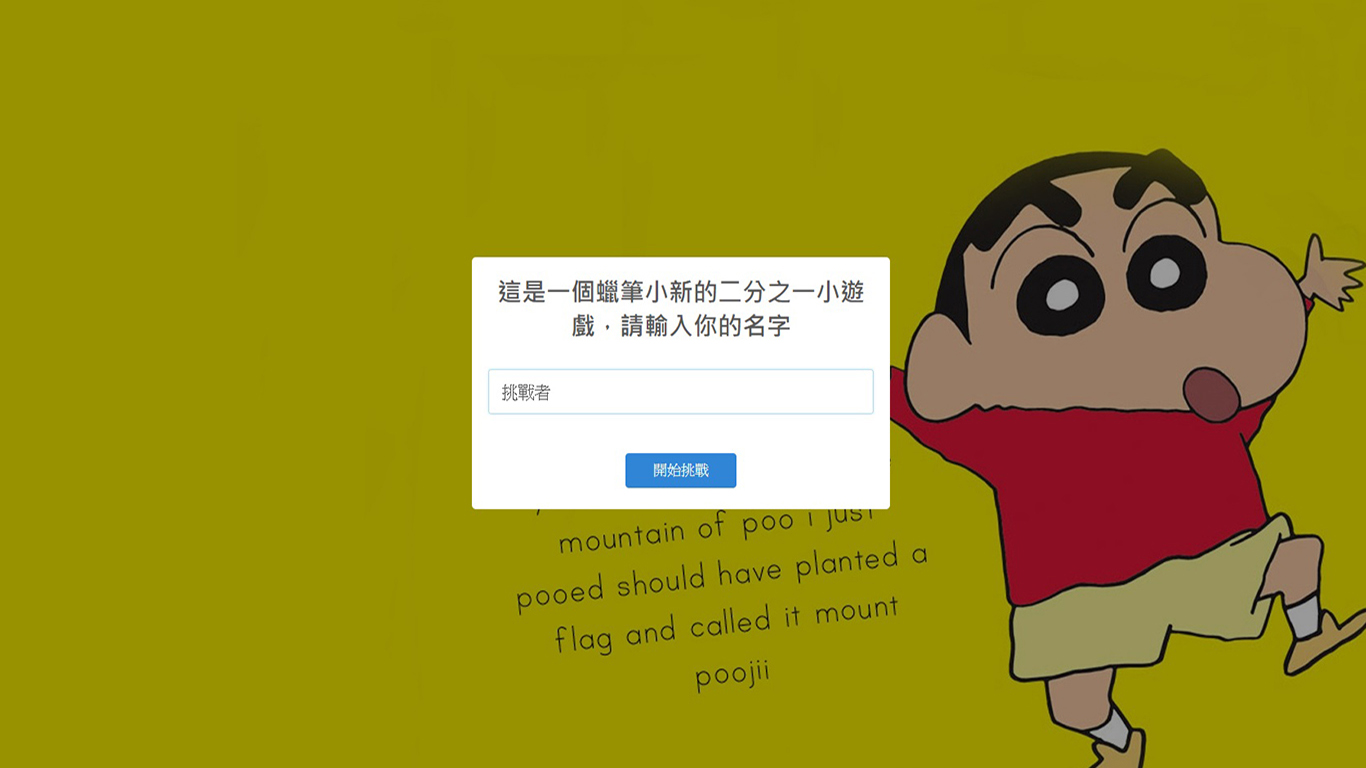 這是一個蠟筆小新的二分之一小遊
戲，請輸入你的名字
挑戰者
開始挑戰
mountain of poo i just
pooed should have planted a
flag and called it mount
poojii